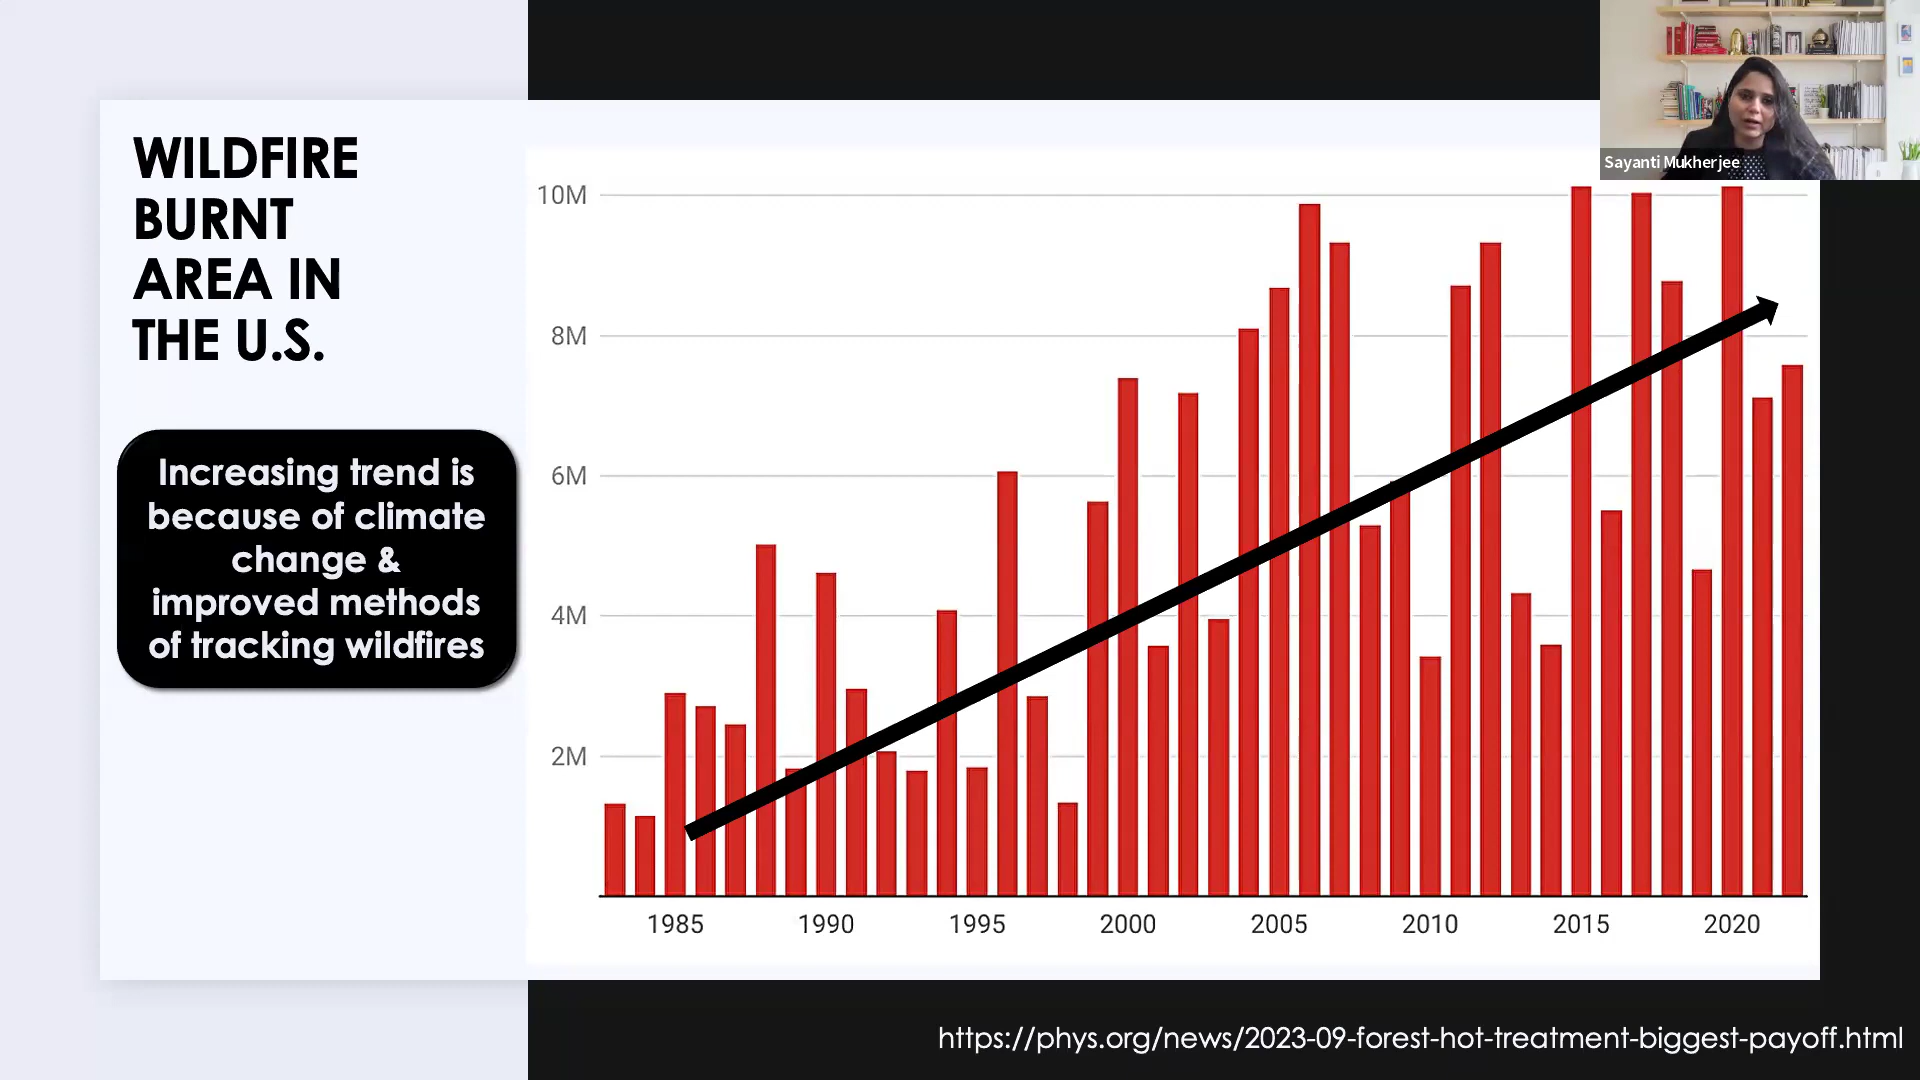 WILDFIRE
BURNT
AREA IN
THE U.S.
Increasing trend is
because of climate
change &
improved methods
of tracking wildfires
10M
8M
6M
4M
2M
1985 1990 1995 2000 2005 2010 2015 2020
Sayanti Mukherjee
https://phys.org/news/2023-09-forest-hot-treatment-biggest-payoff.html